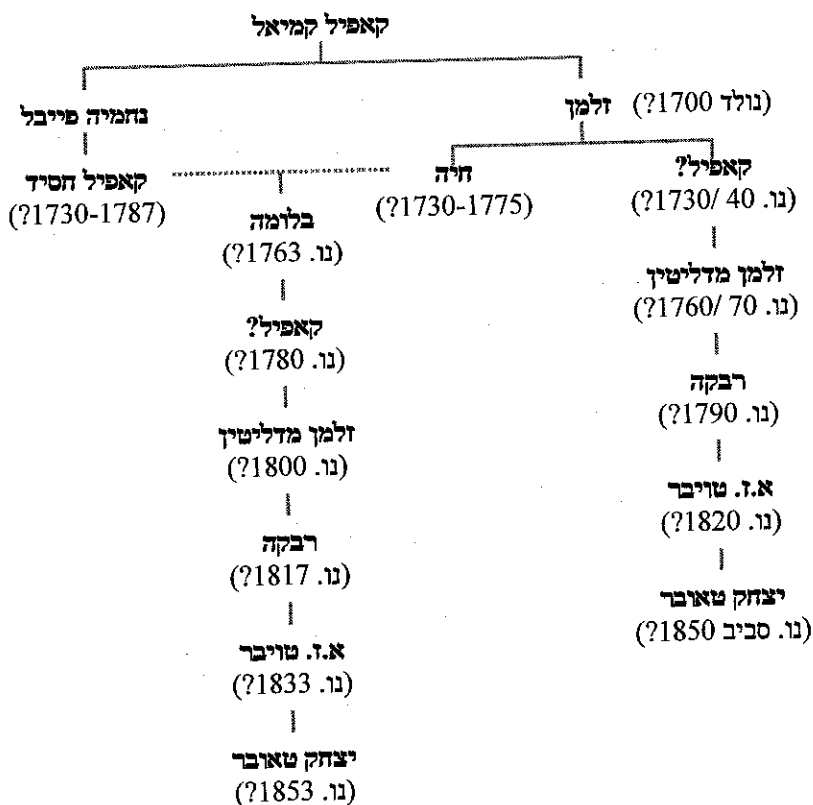 קאפיל קמיאל
זלמן (נולד 1700?)
נחמיה פייבל
קאפיל?
(נו. 1730/ 40?)
חיה
(1730-1775?)
קאפיל חסיד
(1730-1787?)
בלומה
(נו. 1763?)
זלמן מדליטין
(נו. 1760/ 70?)
קאפיל?
(נו. 1780?)
רבקה
(נו. 1790?)
זלמן מדליטין
(נו. 1800?)
א.ז. טויבר
(נו. 1820?)
רבקה
(נו. 1817?)
יצחק טאובר
(נו. סביב 1850?)
א.ז. טויבר
(נו. 1833?)
יצחק טאובר
(נו. 1853?)